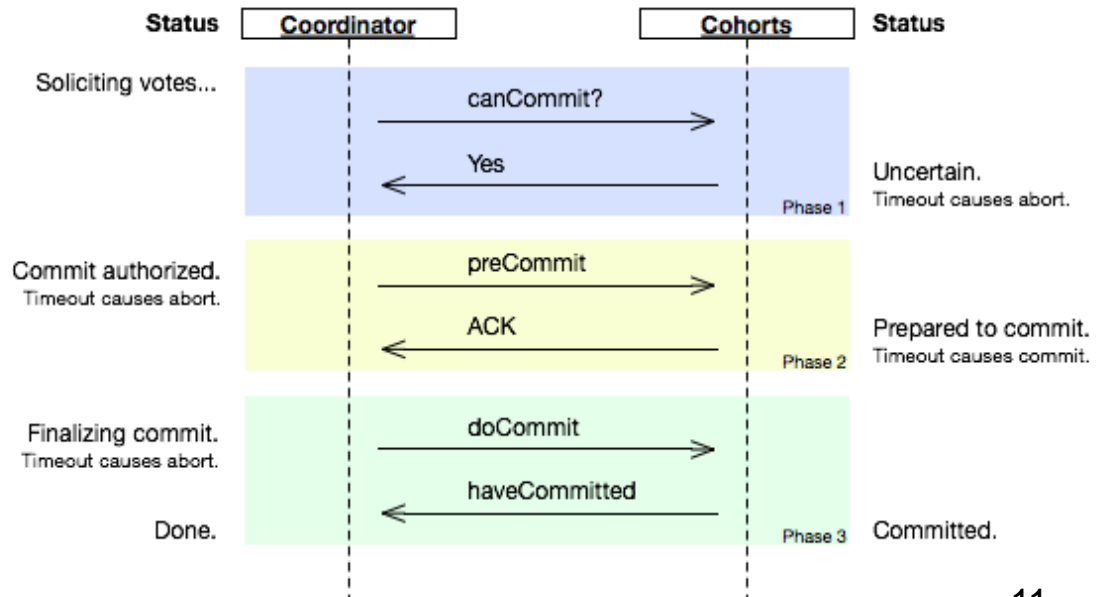 Status Coordinator Cohorts Status
Soliciting votes...
canCommit?
Yes
Uncertain.
Timeout causes abort.
Phase 1
Commit authorized.
Timeout causes abort.
preCommit
ACK
Prepared to commit.
Timeout causes commit.
Phase 2
Finalizing commit.
Timeout causes abort.
doCommit
haveCommitted
Done.
Phase 3
Committed.
11